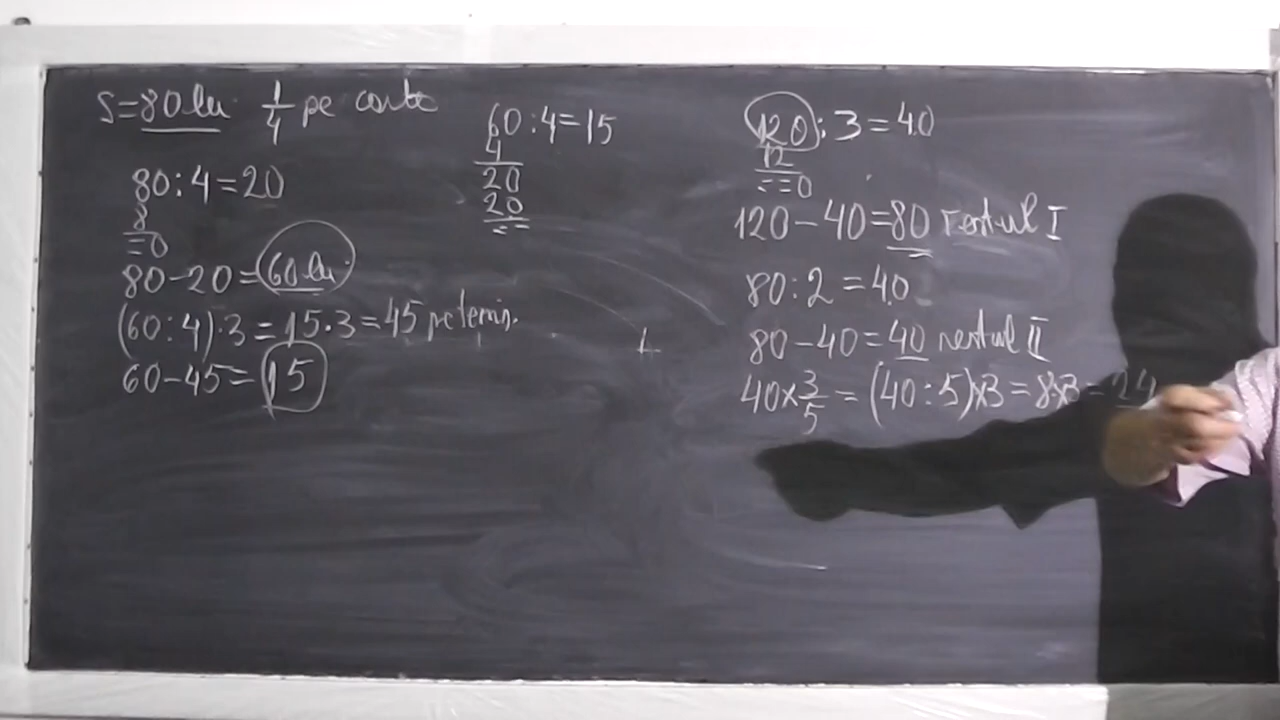 S=80 lei 1/4 pe carte
80:4=20
8
==0
80-20=60 lei
(60:4)·3=15·3=45 pe
60-45=15
60:4=15
4
20
20
==
120:3=40
12
==0
120-40=80 restul I
80:2=40
80-40=40 restul II
40×3/5=(40:5)×3=8×3=24